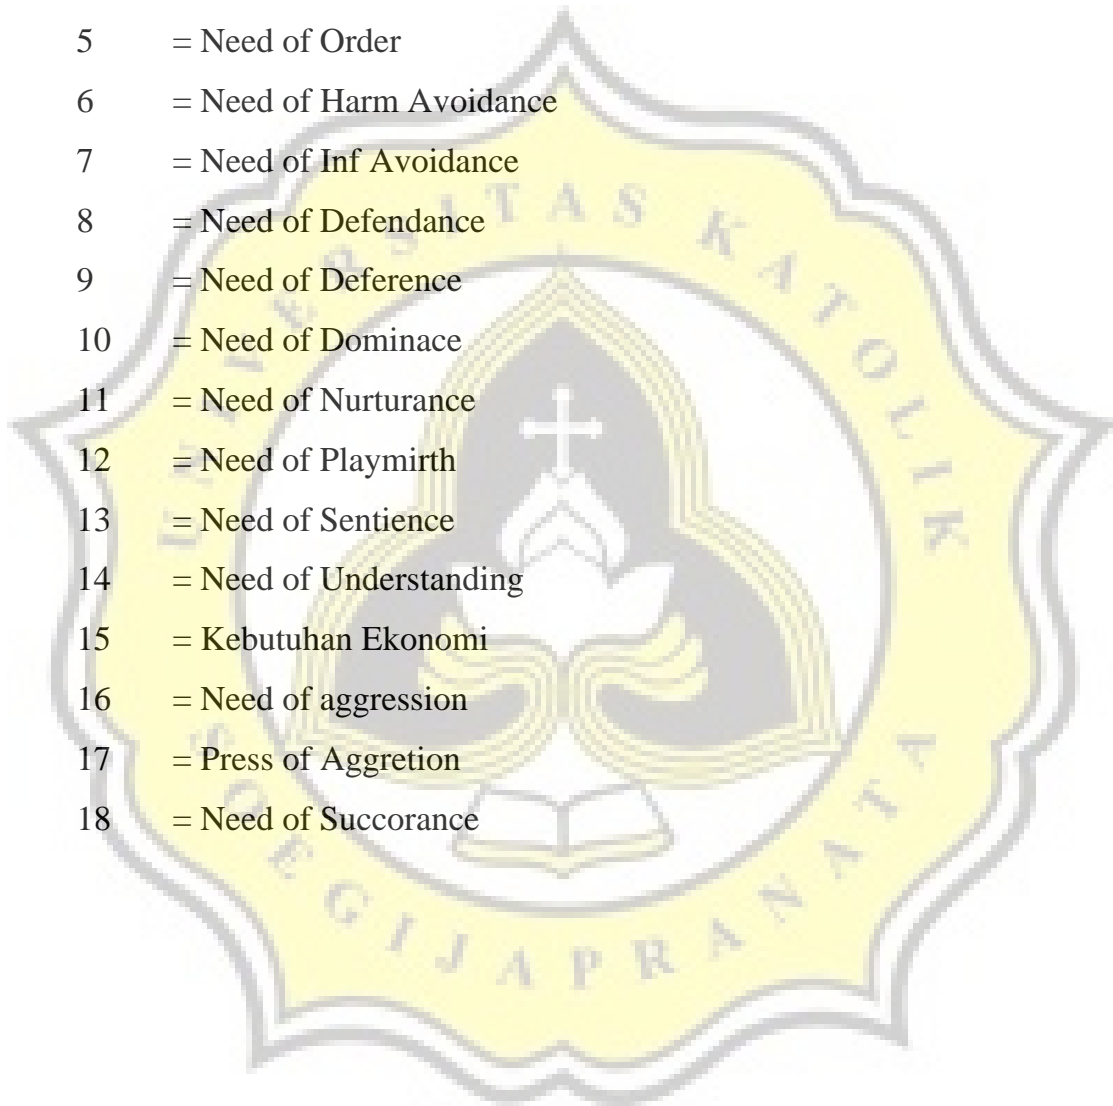 5 = Need of Order
6 = Need of Harm Avoidance
7 = Need of Inf Avoidance
8 = Need of Defendance
9 = Need of Deference
10 = Need of Dominace
11 = Need of Nurturance
12 = Need of Playmirth
13 = Need of Sentience
14 = Need of Understanding
15 = Kebutuhan Ekonomi
16 = Need of aggression
17 = Press of Aggretion
18 = Need of Succorance
UNIVERSITAS KATOLIK
SOEGIJAPRANATA